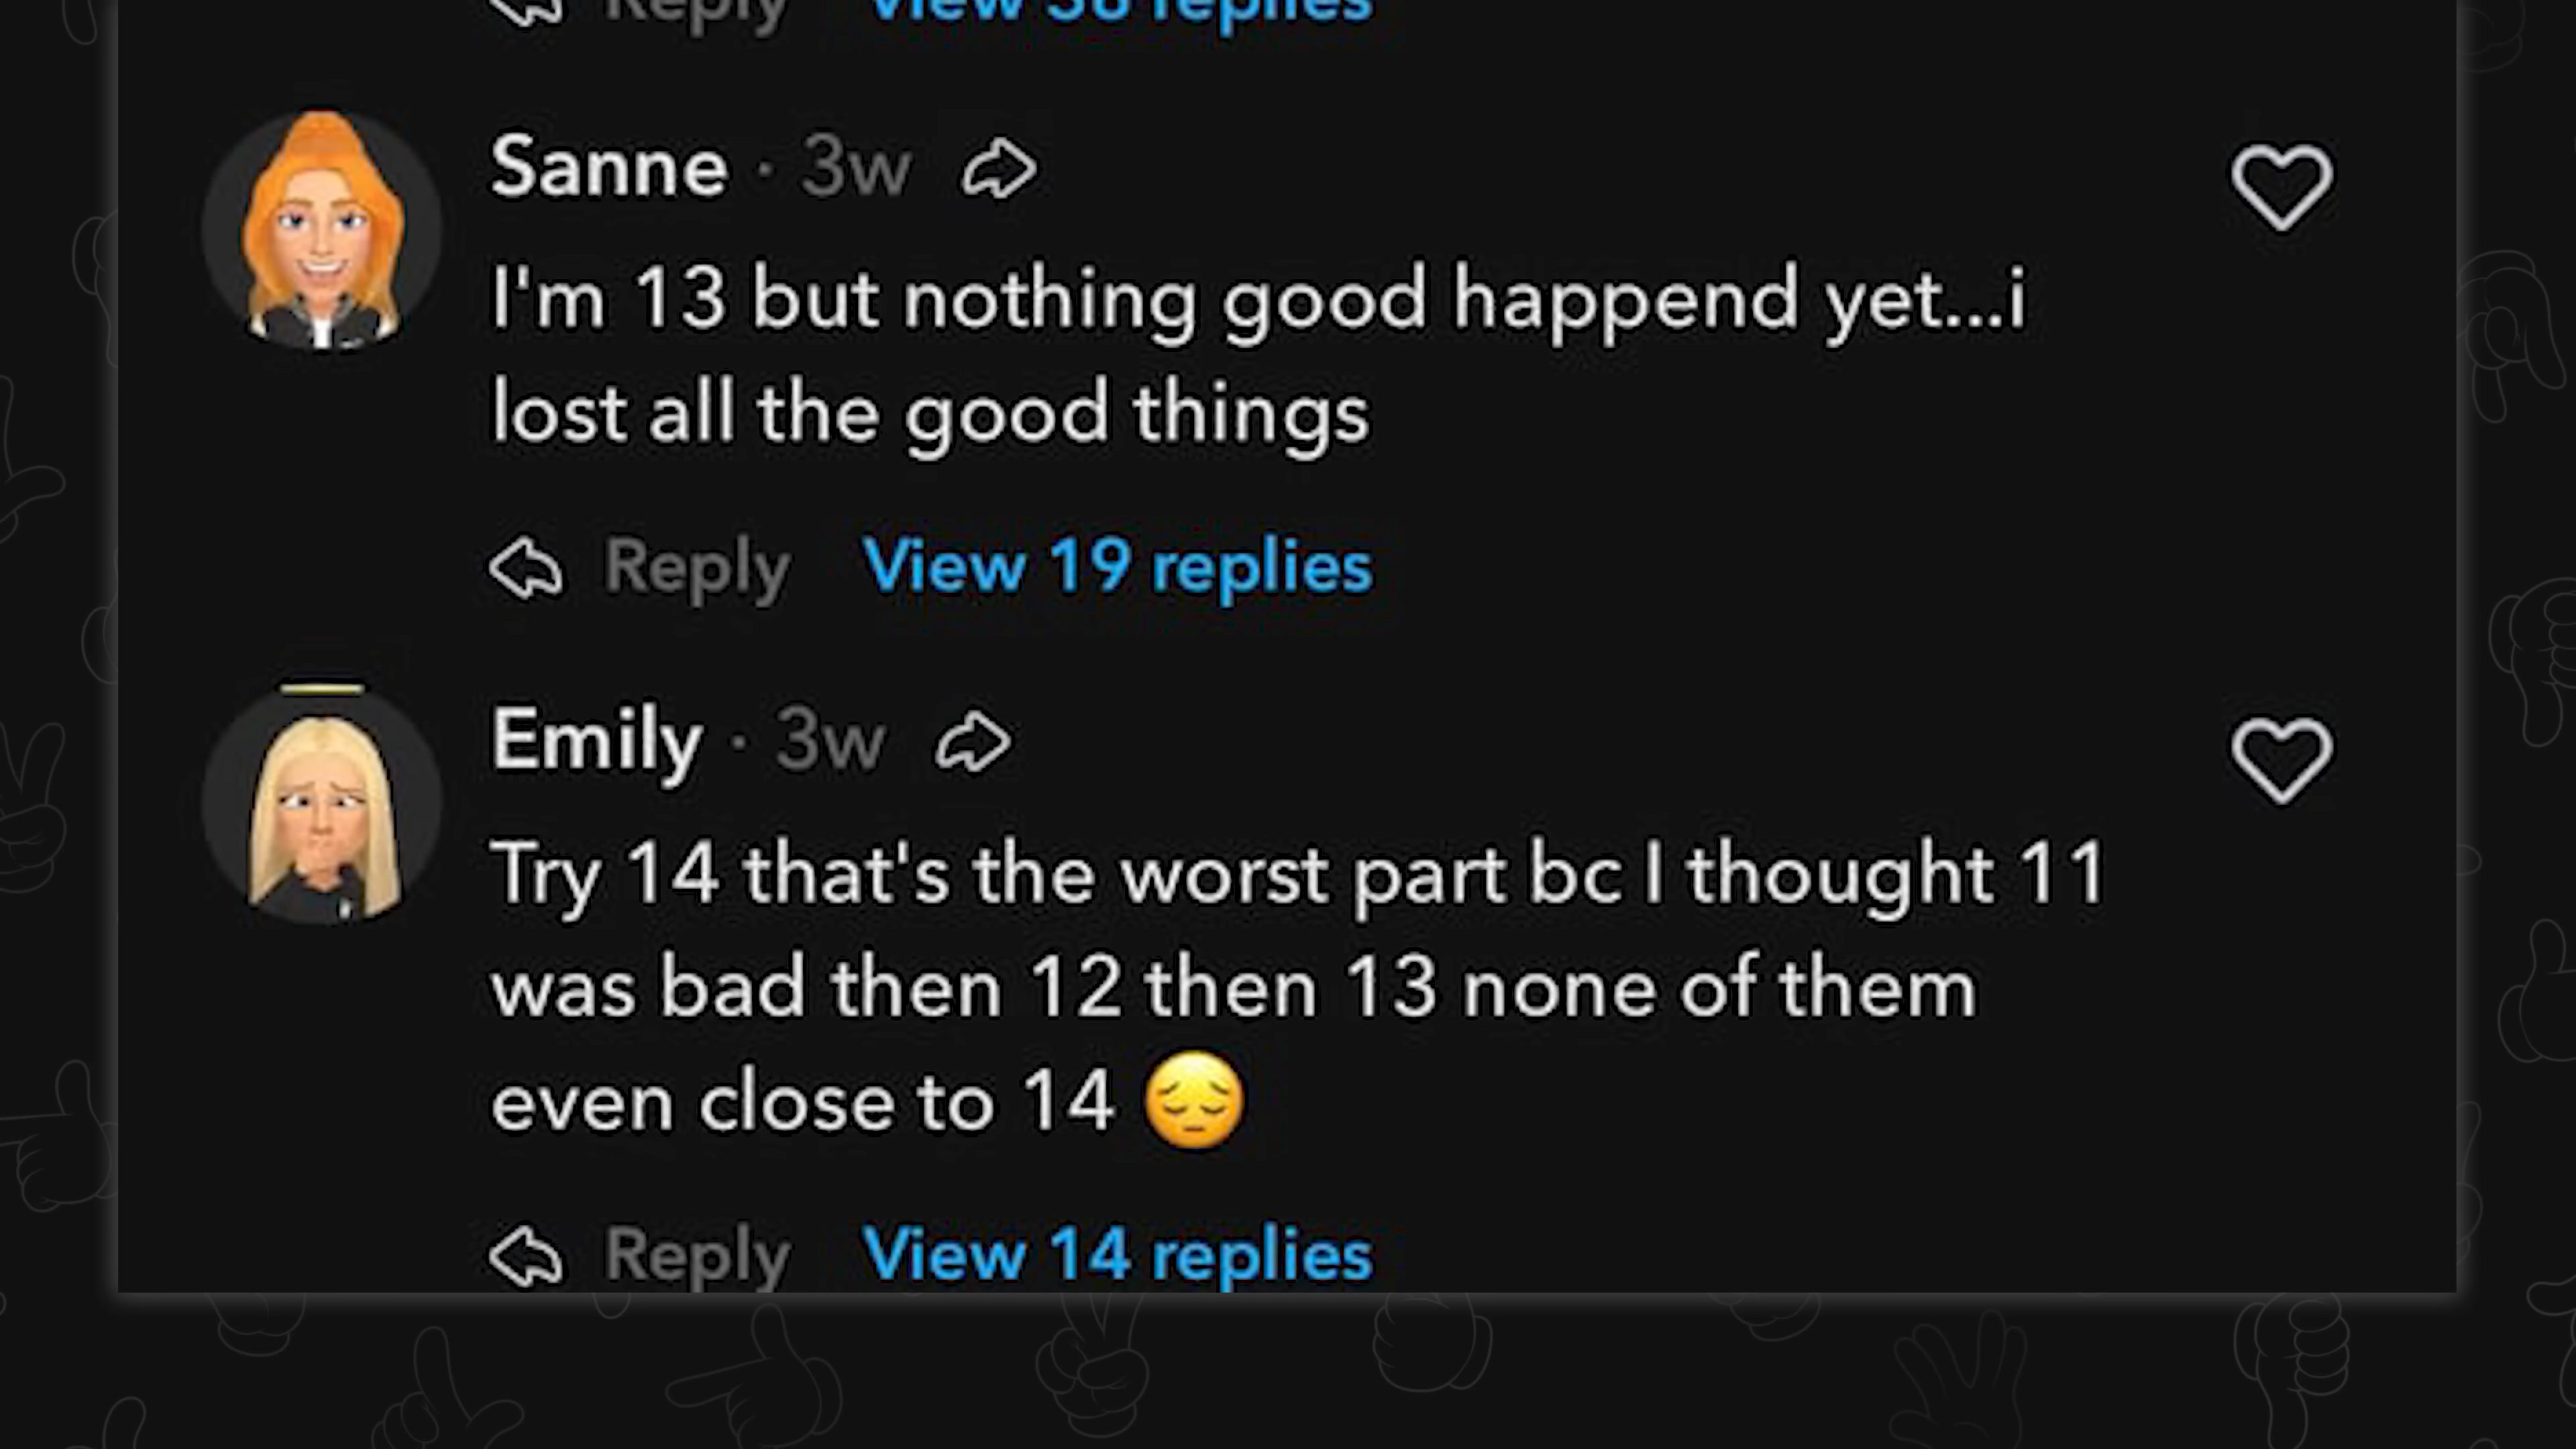 Reply View 38 replies
Sanne · 3w
I'm 13 but nothing good happend yet...i
lost all the good things
Reply View 19 replies
Emily · 3w
Try 14 that's the worst part bc I thought 11
was bad then 12 then 13 none of them
even close to 14 😔
Reply View 14 replies